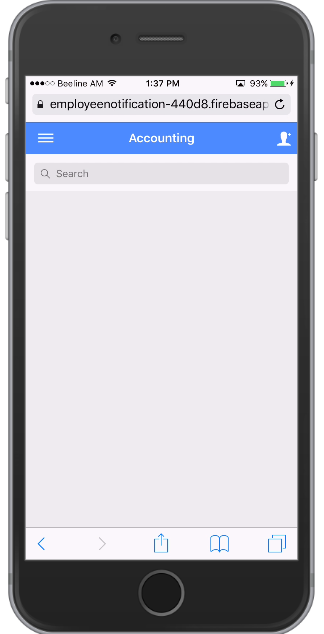 Beeline AM 1:37 PM 93%
employeenotification-440d8.firebaseap
Accounting
Search